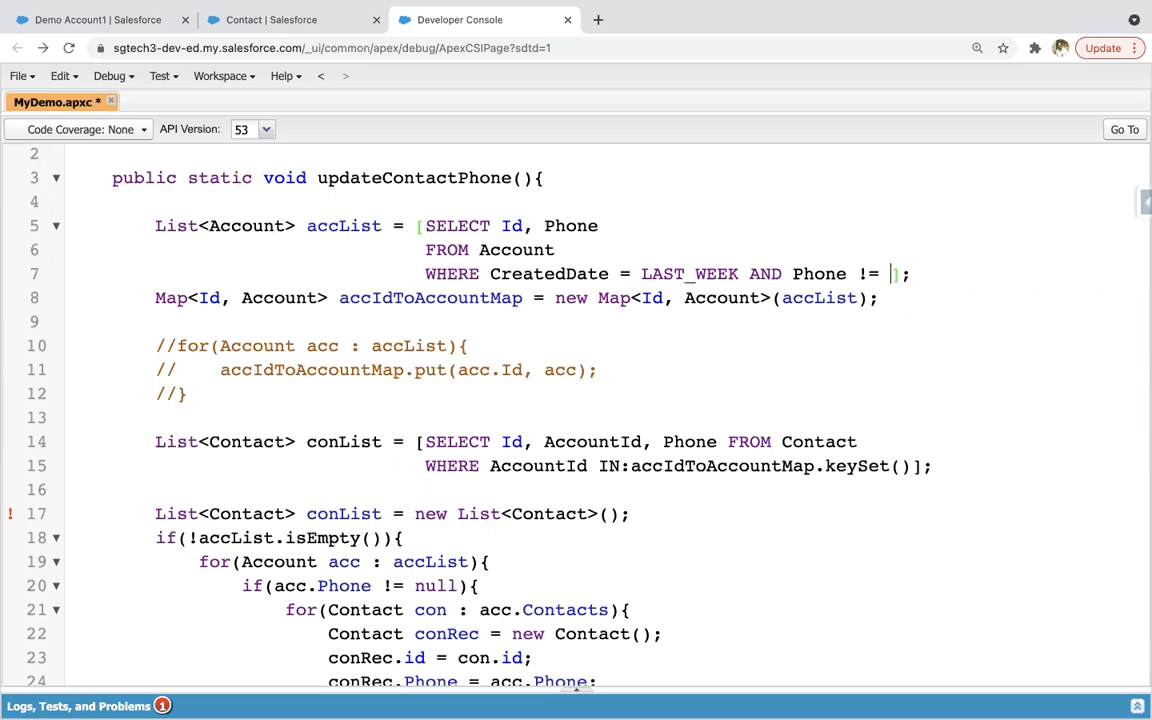 Demo Account1 | Salesforce
Contact | Salesforce
Developer Console
sgtech3-dev-ed.my.salesforce.com/_ui/common/apex/debug/ApexCSIPage?sdtd=1
Update
File Edit Debug Test Workspace Help < >
MyDemo.apxc *
Code Coverage: None API Version: 53 Go To
2
3 public static void updateContactPhone(){
4
5 List<Account> accList = [SELECT Id, Phone
6 FROM Account
7 WHERE CreatedDate = LAST_WEEK AND Phone != ];
8 Map<Id, Account> accIdToAccountMap = new Map<Id, Account>(accList);
9
10 //for(Account acc : accList){
11 // accIdToAccountMap.put(acc.Id, acc);
12 //}
13
14 List<Contact> conList = [SELECT Id, AccountId, Phone FROM Contact
15 WHERE AccountId IN:accIdToAccountMap.keySet()];
16
! 17 List<Contact> conList = new List<Contact>();
18 if(!accList.isEmpty()){
19 for(Account acc : accList){
20 if(acc.Phone != null){
21 for(Contact con : acc.Contacts){
22 Contact conRec = new Contact();
23 conRec.id = con.id;
24 conRec.Phone = acc.Phone;
Logs, Tests, and Problems 1